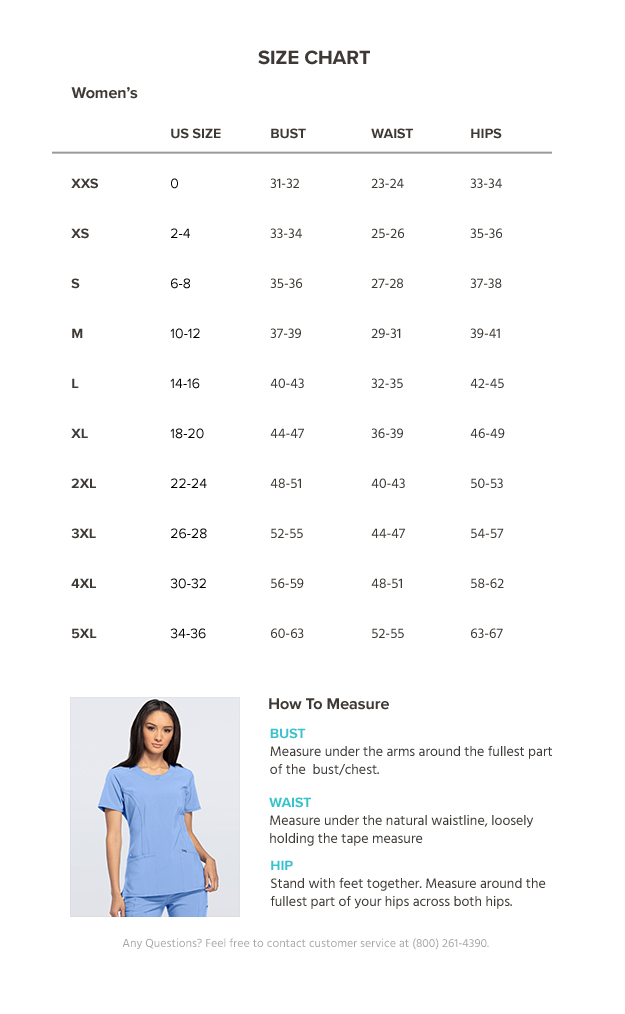 SIZE CHART
Women's
US SIZE BUST WAIST HIPS
XXS 0 31-32 23-24 33-34
XS 2-4 33-34 25-26 35-36
S 6-8 35-36 27-28 37-38
M 10-12 37-39 29-31 39-41
L 14-16 40-43 32-35 42-45
XL 18-20 44-47 36-39 46-49
2XL 22-24 48-51 40-43 50-53
3XL 26-28 52-55 44-47 54-57
4XL 30-32 56-59 48-51 58-62
5XL 34-36 60-63 52-55 63-67
How To Measure
BUST
Measure under the arms around the fullest part
of the bust/chest.
WAIST
Measure under the natural waistline, loosely
holding the tape measure
HIP
Stand with feet together. Measure around the
fullest part of your hips across both hips.
Any Questions? Feel free to contact customer service at (800) 261-4390.